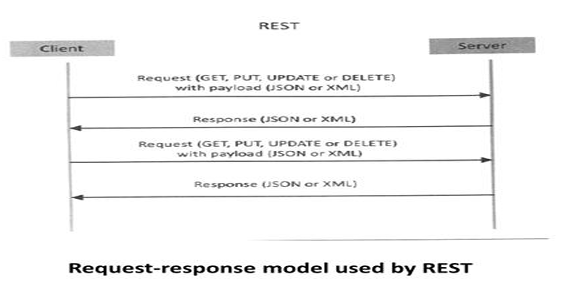 REST
Client
Server
Request (GET, PUT, UPDATE or DELETE)
with payload (JSON or XML)
Response (JSON or XML)
Request (GET, PUT, UPDATE or DELETE)
with payload (JSON or XML)
Response (JSON or XML)
Request-response model used by REST